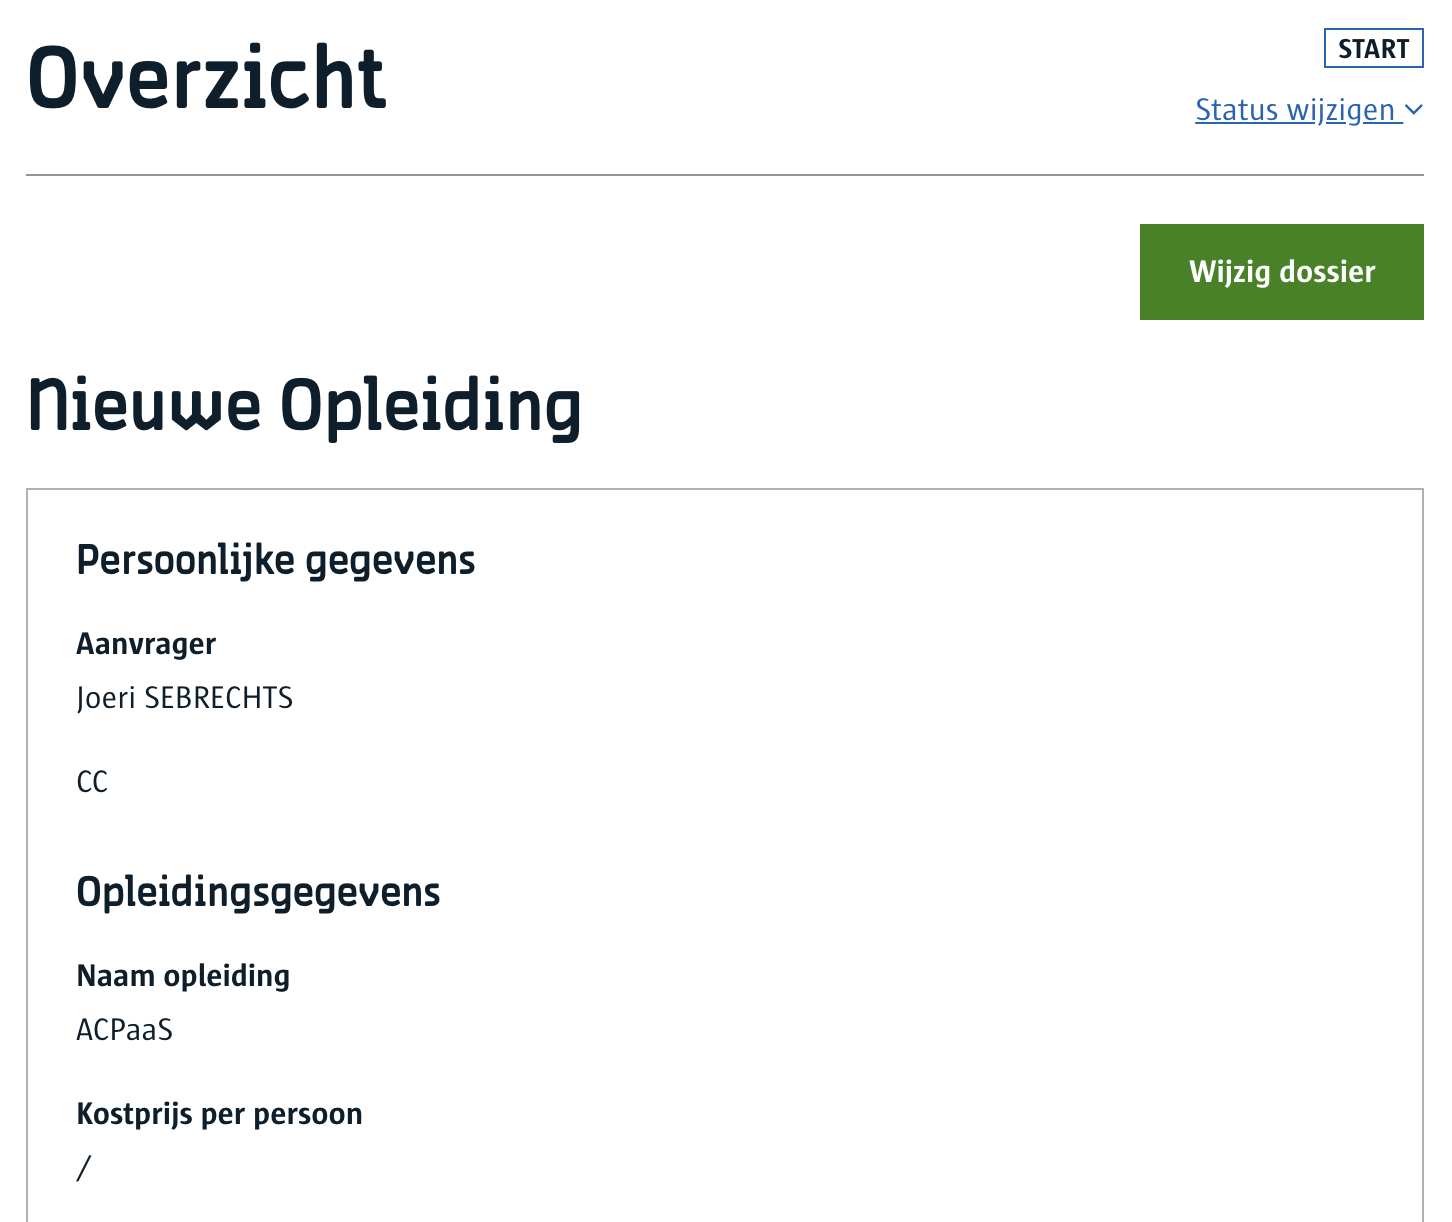 Overzicht
START
Status wijzigen
Wijzig dossier
Nieuwe Opleiding
Persoonlijke gegevens
Aanvrager
Joeri SEBRECHTS
CC
Opleidingsgegevens
Naam opleiding
ACPaaS
Kostprijs per persoon
/